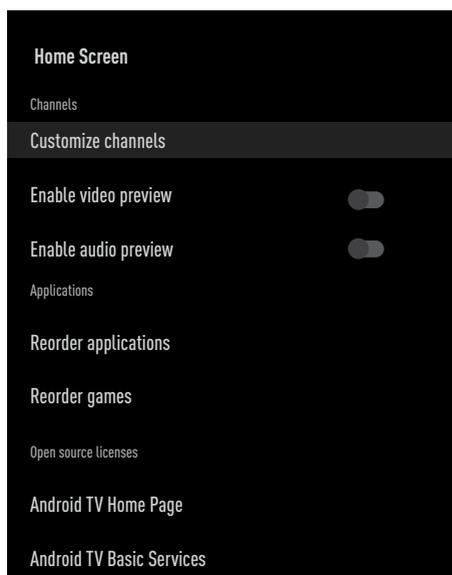 Home Screen
Channels
Customize channels
Enable video preview
Enable audio preview
Applications
Reorder applications
Reorder games
Open source licenses
Android TV Home Page
Android TV Basic Services